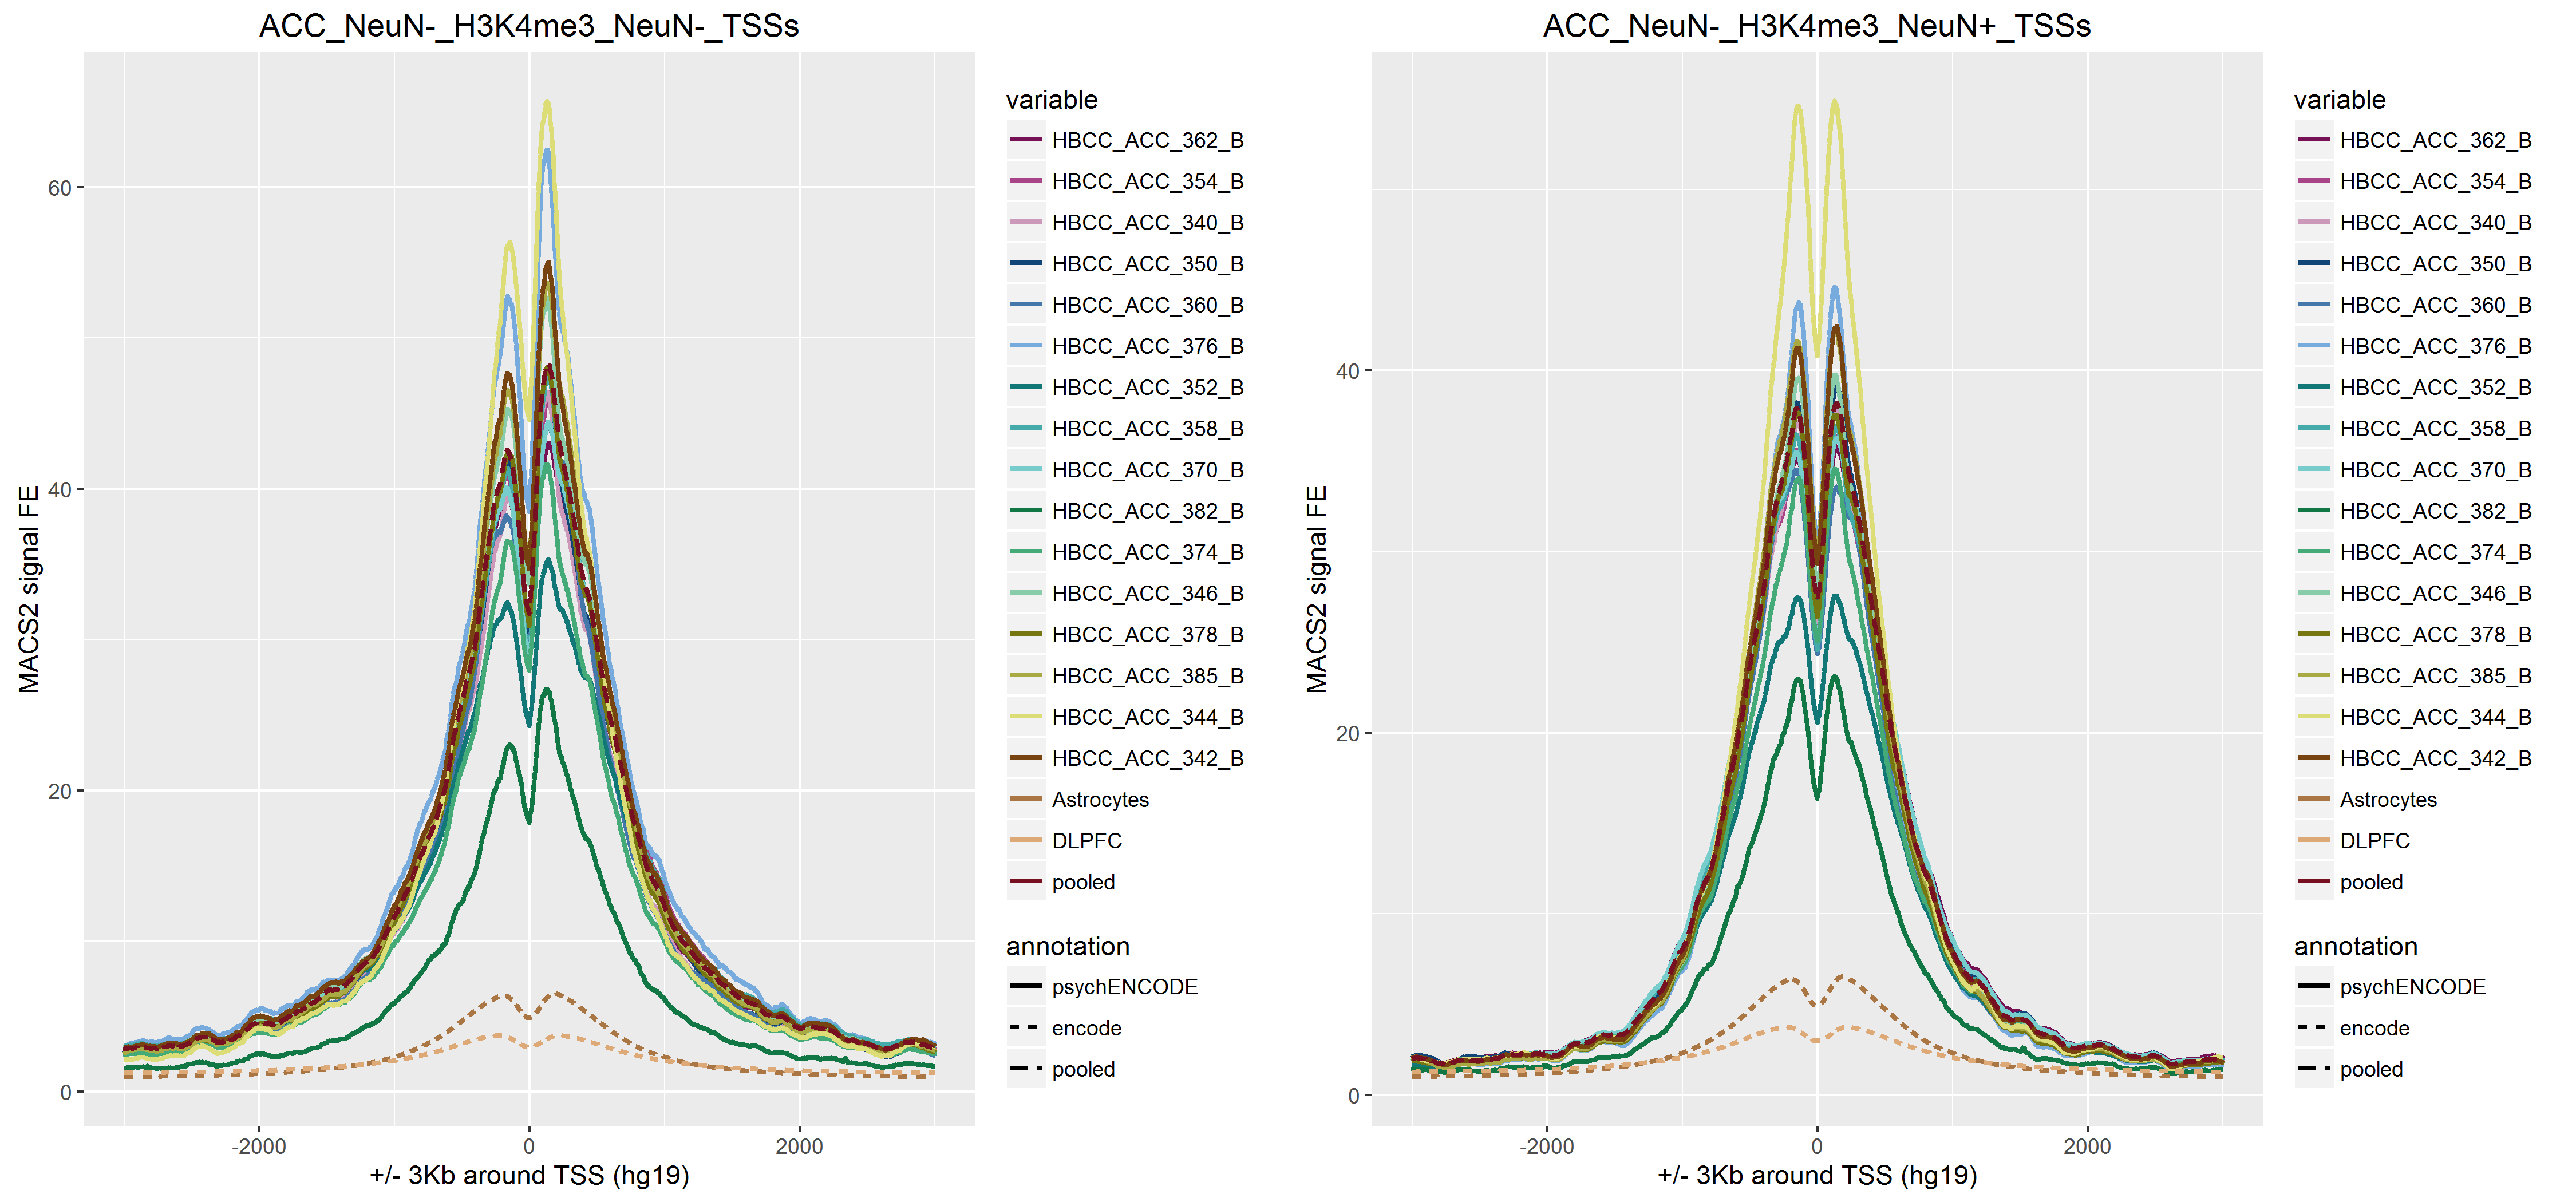 ACC_NeuN-_H3K4me3_NeuN-_TSSs
60
40
20
0
MACS2 signal FE
-2000
0
2000
+/- 3Kb around TSS (hg19)
variable
HBCC_ACC_362_B
HBCC_ACC_354_B
HBCC_ACC_340_B
HBCC_ACC_350_B
HBCC_ACC_360_B
HBCC_ACC_376_B
HBCC_ACC_352_B
HBCC_ACC_358_B
HBCC_ACC_370_B
HBCC_ACC_382_B
HBCC_ACC_374_B
HBCC_ACC_346_B
HBCC_ACC_378_B
HBCC_ACC_385_B
HBCC_ACC_344_B
HBCC_ACC_342_B
Astrocytes
DLPFC
pooled
annotation
psychENCODE
encode
pooled
ACC_NeuN-_H3K4me3_NeuN+_TSSs
40
20
0
MACS2 signal FE
-2000
0
2000
+/- 3Kb around TSS (hg19)
variable
HBCC_ACC_362_B
HBCC_ACC_354_B
HBCC_ACC_340_B
HBCC_ACC_350_B
HBCC_ACC_360_B
HBCC_ACC_376_B
HBCC_ACC_352_B
HBCC_ACC_358_B
HBCC_ACC_370_B
HBCC_ACC_382_B
HBCC_ACC_374_B
HBCC_ACC_346_B
HBCC_ACC_378_B
HBCC_ACC_385_B
HBCC_ACC_344_B
HBCC_ACC_342_B
Astrocytes
DLPFC
pooled
annotation
psychENCODE
encode
pooled